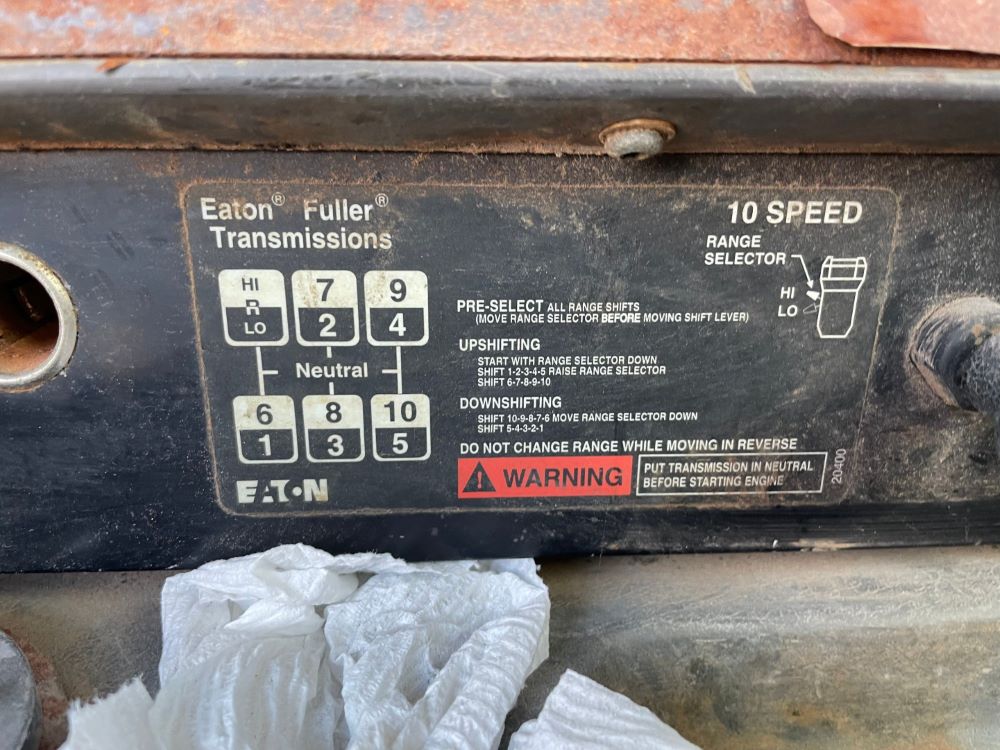 Eaton® Fuller®
Transmissions
10 SPEED
RANGE
SELECTOR
HI
LO
HI
R
LO
7
2
9
4
Neutral
6
1
8
3
10
5
EATON
PRE-SELECT ALL RANGE SHIFTS
(MOVE RANGE SELECTOR BEFORE MOVING SHIFT LEVER)
UPSHIFTING
START WITH RANGE SELECTOR DOWN
SHIFT 1-2-3-4-5 RAISE RANGE SELECTOR
SHIFT 6-7-8-9-10
DOWNSHIFTING
SHIFT 10-9-8-7-6 MOVE RANGE SELECTOR DOWN
SHIFT 5-4-3-2-1
DO NOT CHANGE RANGE WHILE MOVING IN REVERSE
WARNING
PUT TRANSMISSION IN NEUTRAL
BEFORE STARTING ENGINE
20400